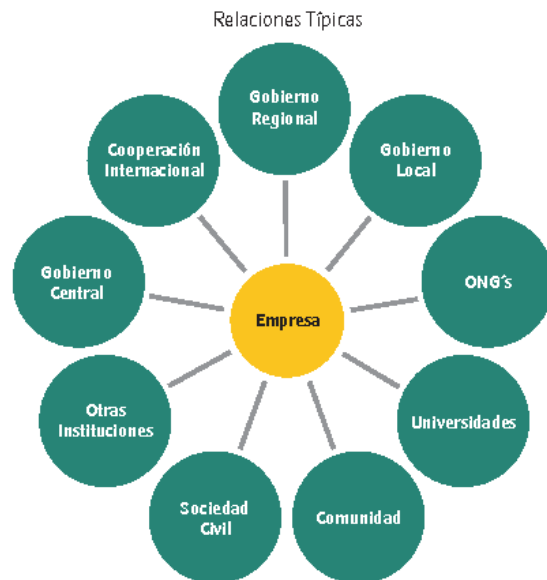 Relaciones Típicas
Gobierno
Regional
Gobierno
Local
ONG´s
Universidades
Comunidad
Sociedad
Civil
Otras
Instituciones
Gobierno
Central
Cooperación
Internacional
Empresa